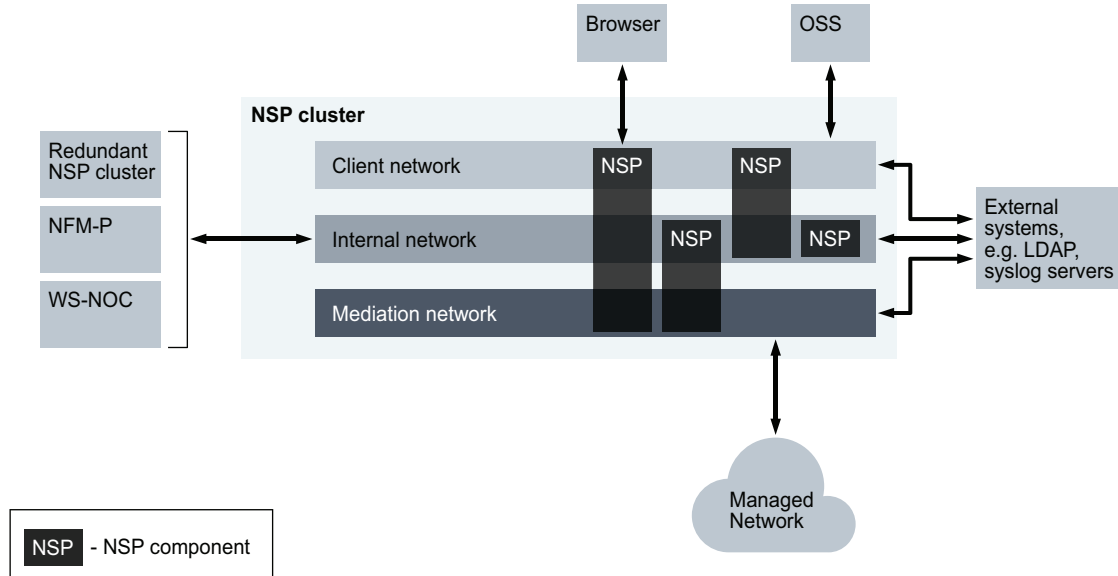 Browser
OSS
NSP cluster
Redundant
NSP cluster
NFM-P
WS-NOC
Client network
NSP
NSP
Internal network
NSP
NSP
Mediation network
External
systems,
e.g. LDAP,
syslog servers
Managed
Network
NSP - NSP component